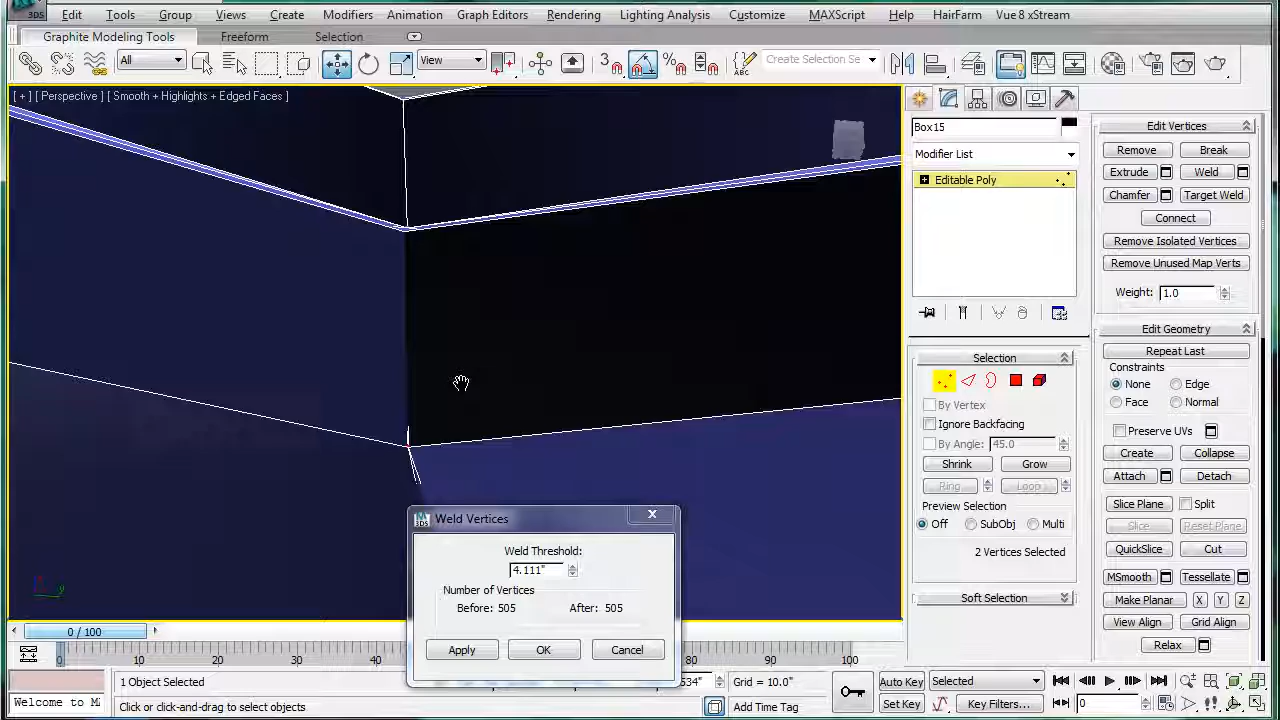 3DS
Edit Tools Group Views Create Modifiers Animation Graph Editors Rendering Lighting Analysis Customize MAXScript Help HairFarm Vue 8 xStream
Graphite Modeling Tools Freeform Selection
All View 3 % ABC Create Selection Se
[ + ] [ Perspective ] [ Smooth + Highlights + Edged Faces ]
Box15
Modifier List
Editable Poly
Selection
By Vertex
Ignore Backfacing
By Angle: 45.0
Shrink Grow
Ring Loop
Preview Selection
Off SubObj Multi
2 Vertices Selected
Soft Selection
Edit Vertices
Remove Break
Extrude Weld
Chamfer Target Weld
Connect
Remove Isolated Vertices
Remove Unused Map Verts
Weight: 1.0
Edit Geometry
Repeat Last
Constraints
None Edge
Face Normal
Preserve UVs
Create Collapse
Attach Detach
Slice Plane Split
Slice Reset Plane
QuickSlice Cut
MSmooth Tessellate
Make Planar X Y Z
View Align Grid Align
Relax
Weld Vertices
Weld Threshold:
4.111"
Number of Vertices
Before: 505 After: 505
Apply OK Cancel
0 / 100
0 10 20 30 40 80 90 100
1 Object Selected 534" Grid = 10.0" Auto Key Selected
Welcome to M Click or click-and-drag to select objects Add Time Tag Set Key Key Filters... 0